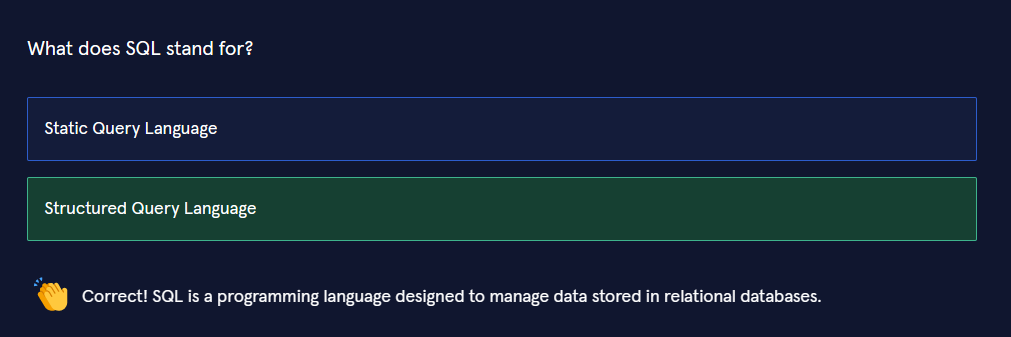 What does SQL stand for?
Static Query Language
Structured Query Language
Correct! SQL is a programming language designed to manage data stored in relational databases.